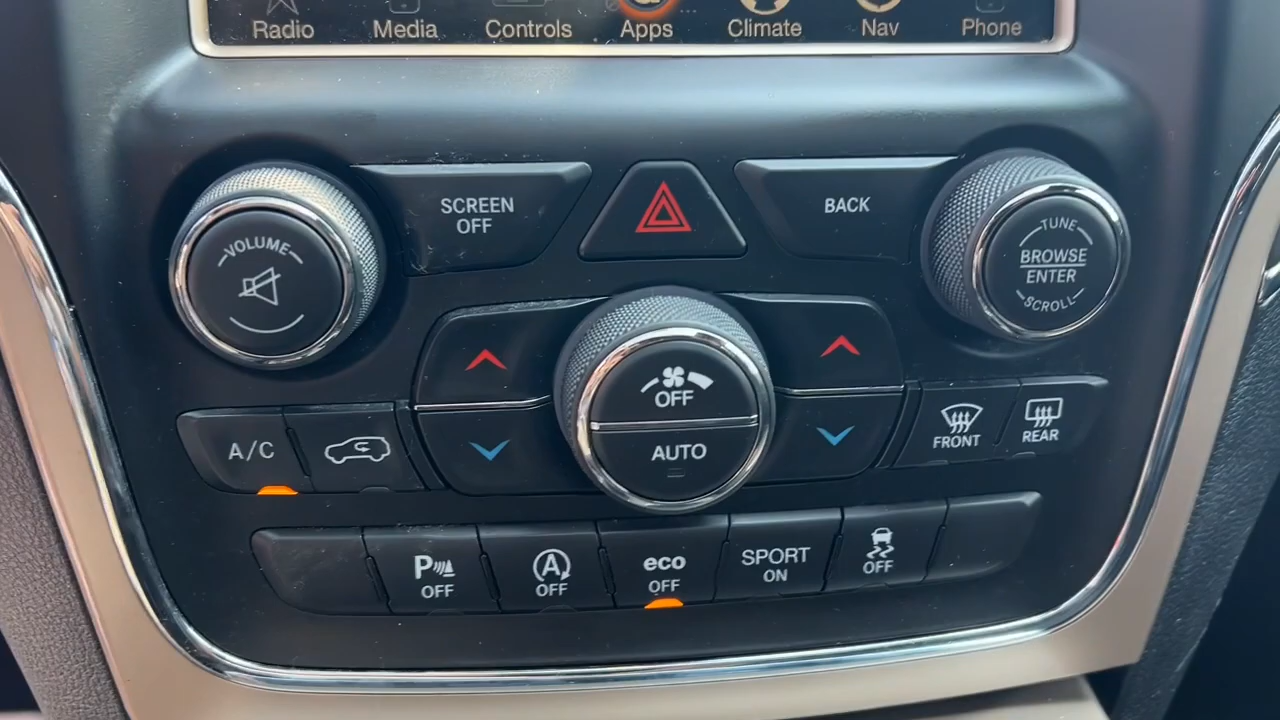 Radio Media Controls Apps Climate Nav Phone
SCREEN
OFF
BACK
VOLUME
TUNE
BROWSE
ENTER
SCROLL
OFF
AUTO
A/C
FRONT
REAR
P
OFF
A
OFF
eco
OFF
SPORT
ON
OFF